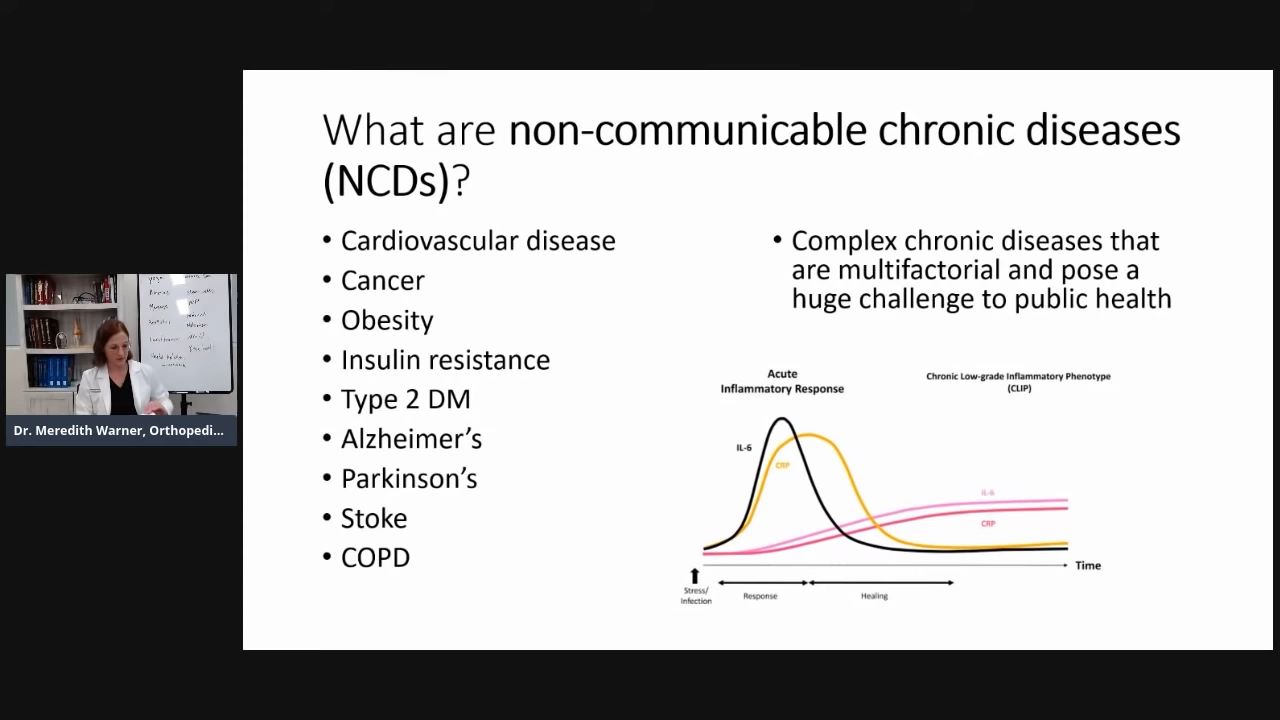 What are non-communicable chronic diseases
(NCDs)?
• Cardiovascular disease
• Cancer
• Obesity
• Insulin resistance
• Type 2 DM
• Alzheimer’s
• Parkinson’s
• Stoke
• COPD
• Complex chronic diseases that
are multifactorial and pose a
huge challenge to public health
Acute
Inflammatory Response
Chronic Low-grade Inflammatory Phenotype
(CLIP)
IL-6
CRP
IL-6
CRP
Time
Stress/
Infection
Response
Healing
Dr. Meredith Warner, Orthopedi...